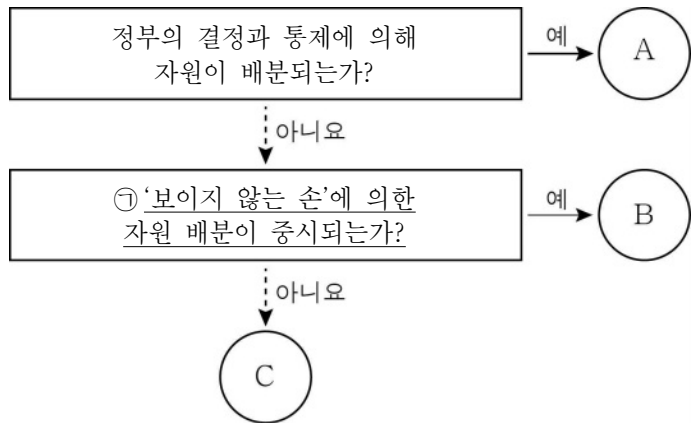 정부의 결정과 통제에 의해
자원이 배분되는가?
예
A
아니요
㉠ ‘보이지 않는 손’에 의한
자원 배분이 중시되는가?
예
B
아니요
C